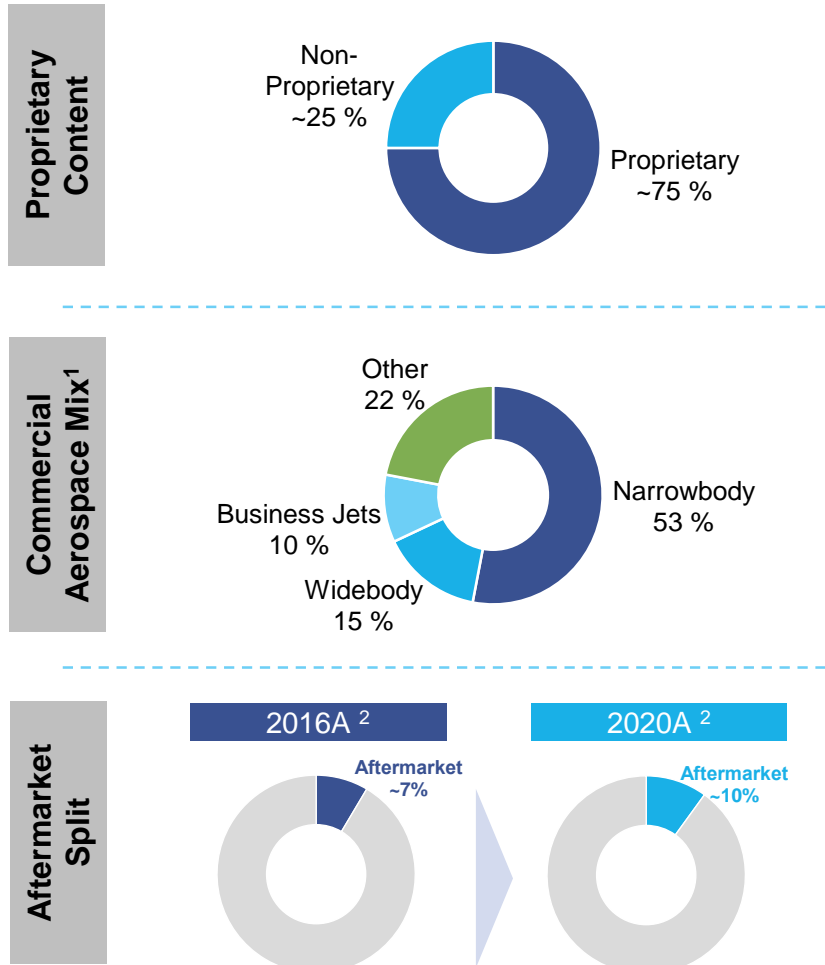 Proprietary
Content
Non-
Proprietary
~25 %
Proprietary
~75 %
Commercial
Aerospace Mix¹
Other
22 %
Narrowbody
53 %
Business Jets
10 %
Widebody
15 %
Aftermarket
Split
2016A ²
Aftermarket
~7%
2020A ²
Aftermarket
~10%